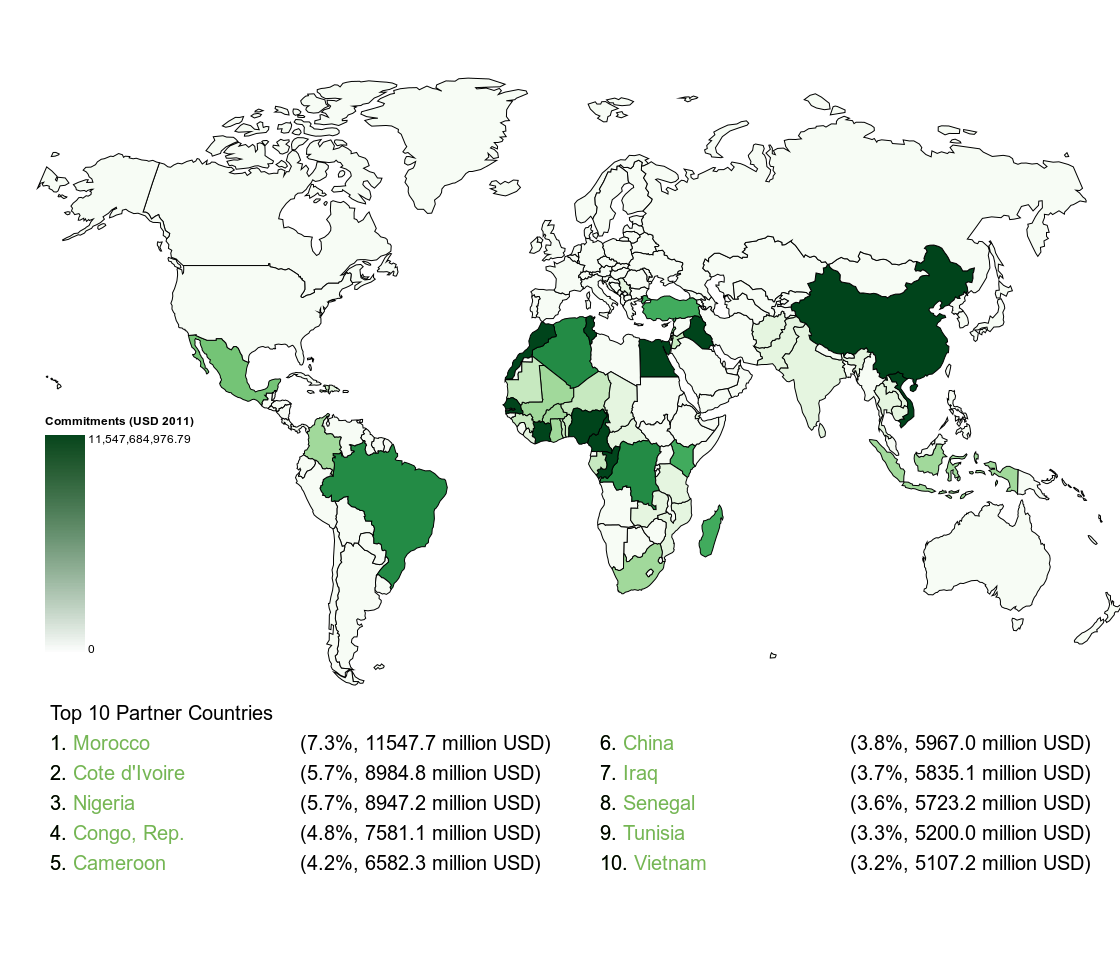 Commitments (USD 2011)
11,547,684,976.79
0
Top 10 Partner Countries
1. Morocco (7.3%, 11547.7 million USD)
2. Cote d'Ivoire (5.7%, 8984.8 million USD)
3. Nigeria (5.7%, 8947.2 million USD)
4. Congo, Rep. (4.8%, 7581.1 million USD)
5. Cameroon (4.2%, 6582.3 million USD)
6. China (3.8%, 5967.0 million USD)
7. Iraq (3.7%, 5835.1 million USD)
8. Senegal (3.6%, 5723.2 million USD)
9. Tunisia (3.3%, 5200.0 million USD)
10. Vietnam (3.2%, 5107.2 million USD)